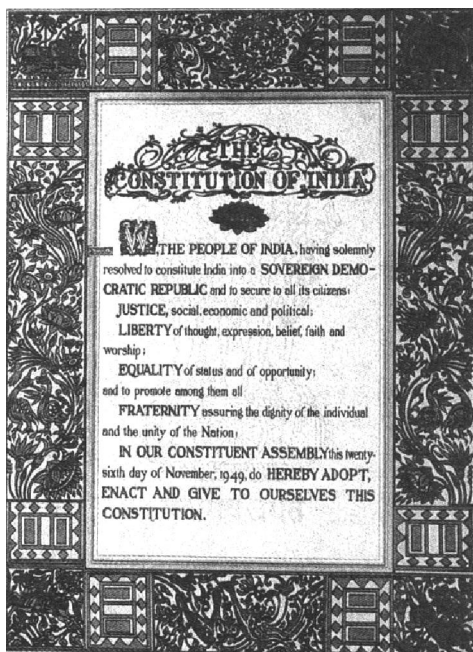 THE
CONSTITUTION OF INDIA
WE, THE PEOPLE OF INDIA, having solemnly
resolved to constitute India into a SOVEREIGN DEMO-
CRATIC REPUBLIC and to secure to all its citizens:
JUSTICE, social, economic and political;
LIBERTY of thought, expression, belief, faith and
worship;
EQUALITY of status and of opportunity;
and to promote among them all
FRATERNITY assuring the dignity of the individual
and the unity of the Nation;
IN OUR CONSTITUENT ASSEMBLY this twenty-
sixth day of November, 1949, do HEREBY ADOPT,
ENACT AND GIVE TO OURSELVES THIS
CONSTITUTION.